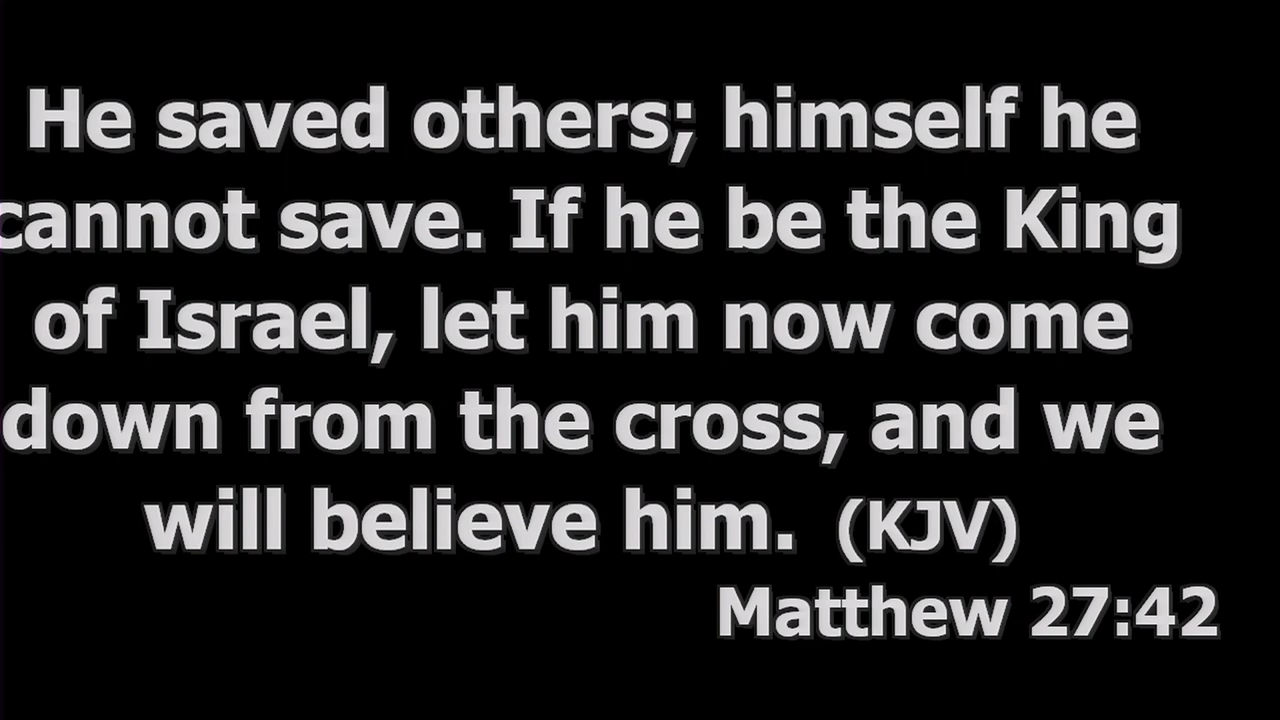 He saved others; himself he
cannot save. If he be the King
of Israel, let him now come
down from the cross, and we
will believe him. (KJV)
Matthew 27:42